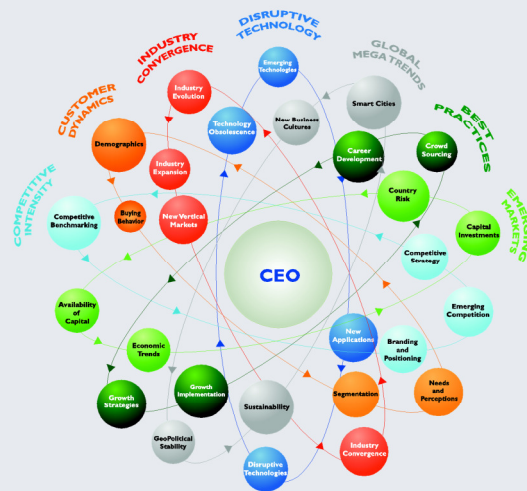 DISRUPTIVE
TECHNOLOGY
INDUSTRY
CONVERGENCE
GLOBAL
MEGA TRENDS
CUSTOMER
DYNAMICS
BEST
PRACTICES
COMPETITIVE
INTENSITY
EMERGING
MARKETS
Emerging
Technologies
Industry
Evolution
Smart Cities
Technology
Obsolescence
New Business
Cultures
Demographics
Career
Development
Crowd
Sourcing
Industry
Expansion
Country
Risk
Competitive
Benchmarking
Buying
Behavior
New Vertical
Markets
Capital
Investments
Competitive
Strategy
CEO
Availability
of Capital
Emerging
Competition
New
Applications
Economic
Trends
Branding
and
Positioning
Growth
Strategies
Growth
Implementation
Sustainability
Segmentation
Needs and
Perceptions
GeoPolitical
Stability
Industry
Convergence
Disruptive
Technologies